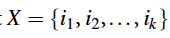 X = {i₁, i₂, . . . , iₖ}